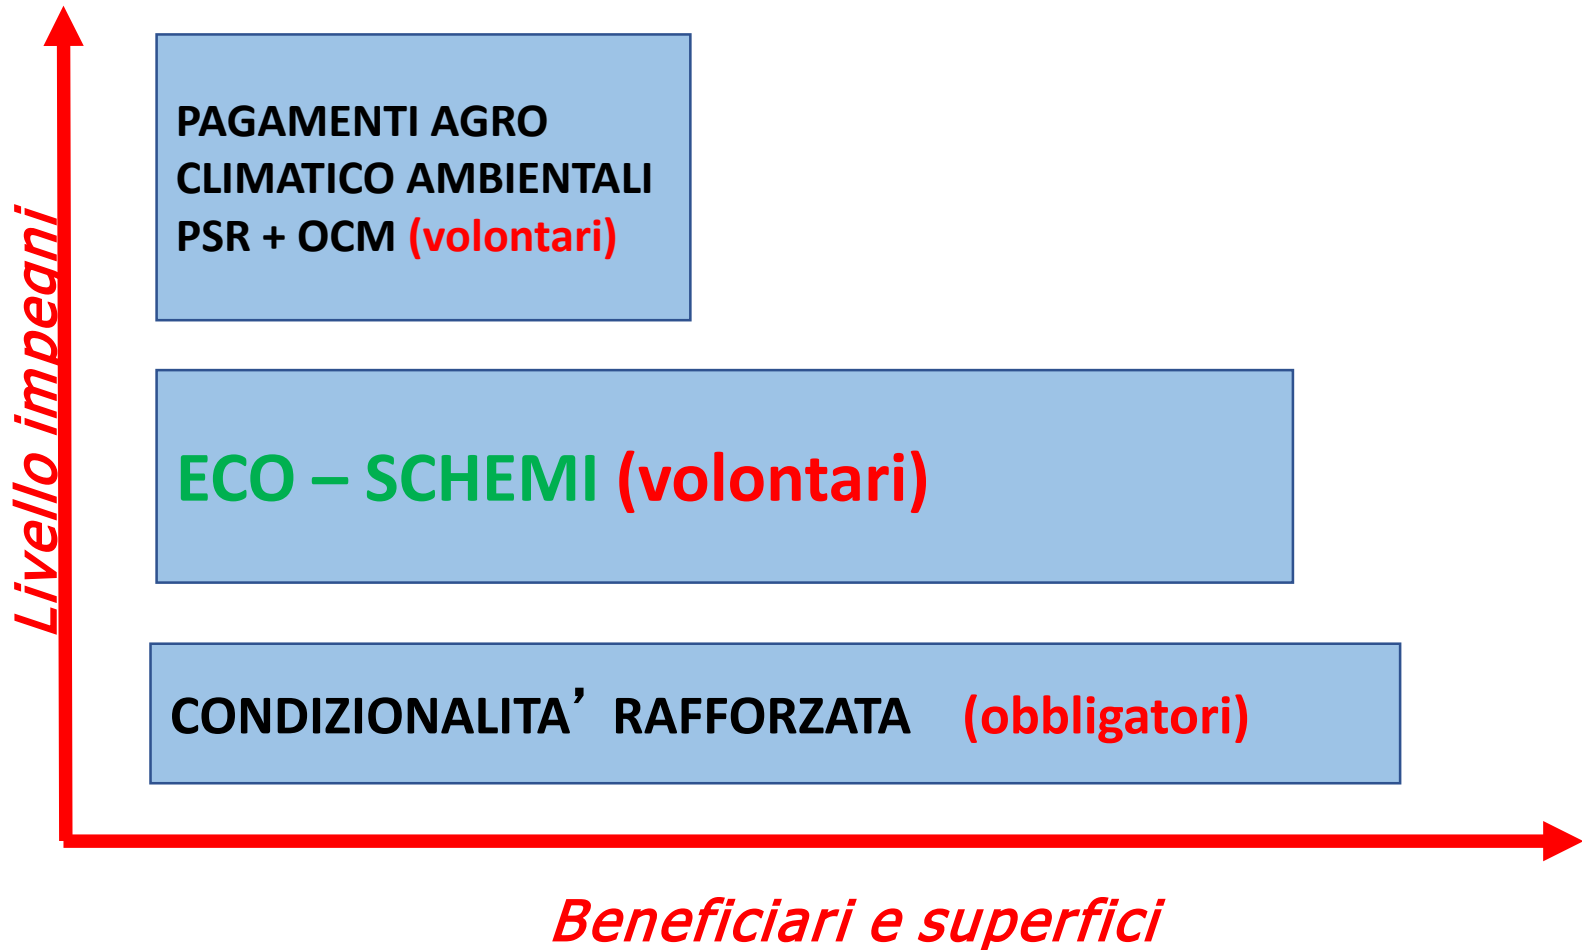 PAGAMENTI AGRO
CLIMATICO AMBIENTALI
PSR + OCM (volontari)
Livello impegni
ECO – SCHEMI (volontari)
CONDIZIONALITA’ RAFFORZATA (obbligatori)
Beneficiari e superfici